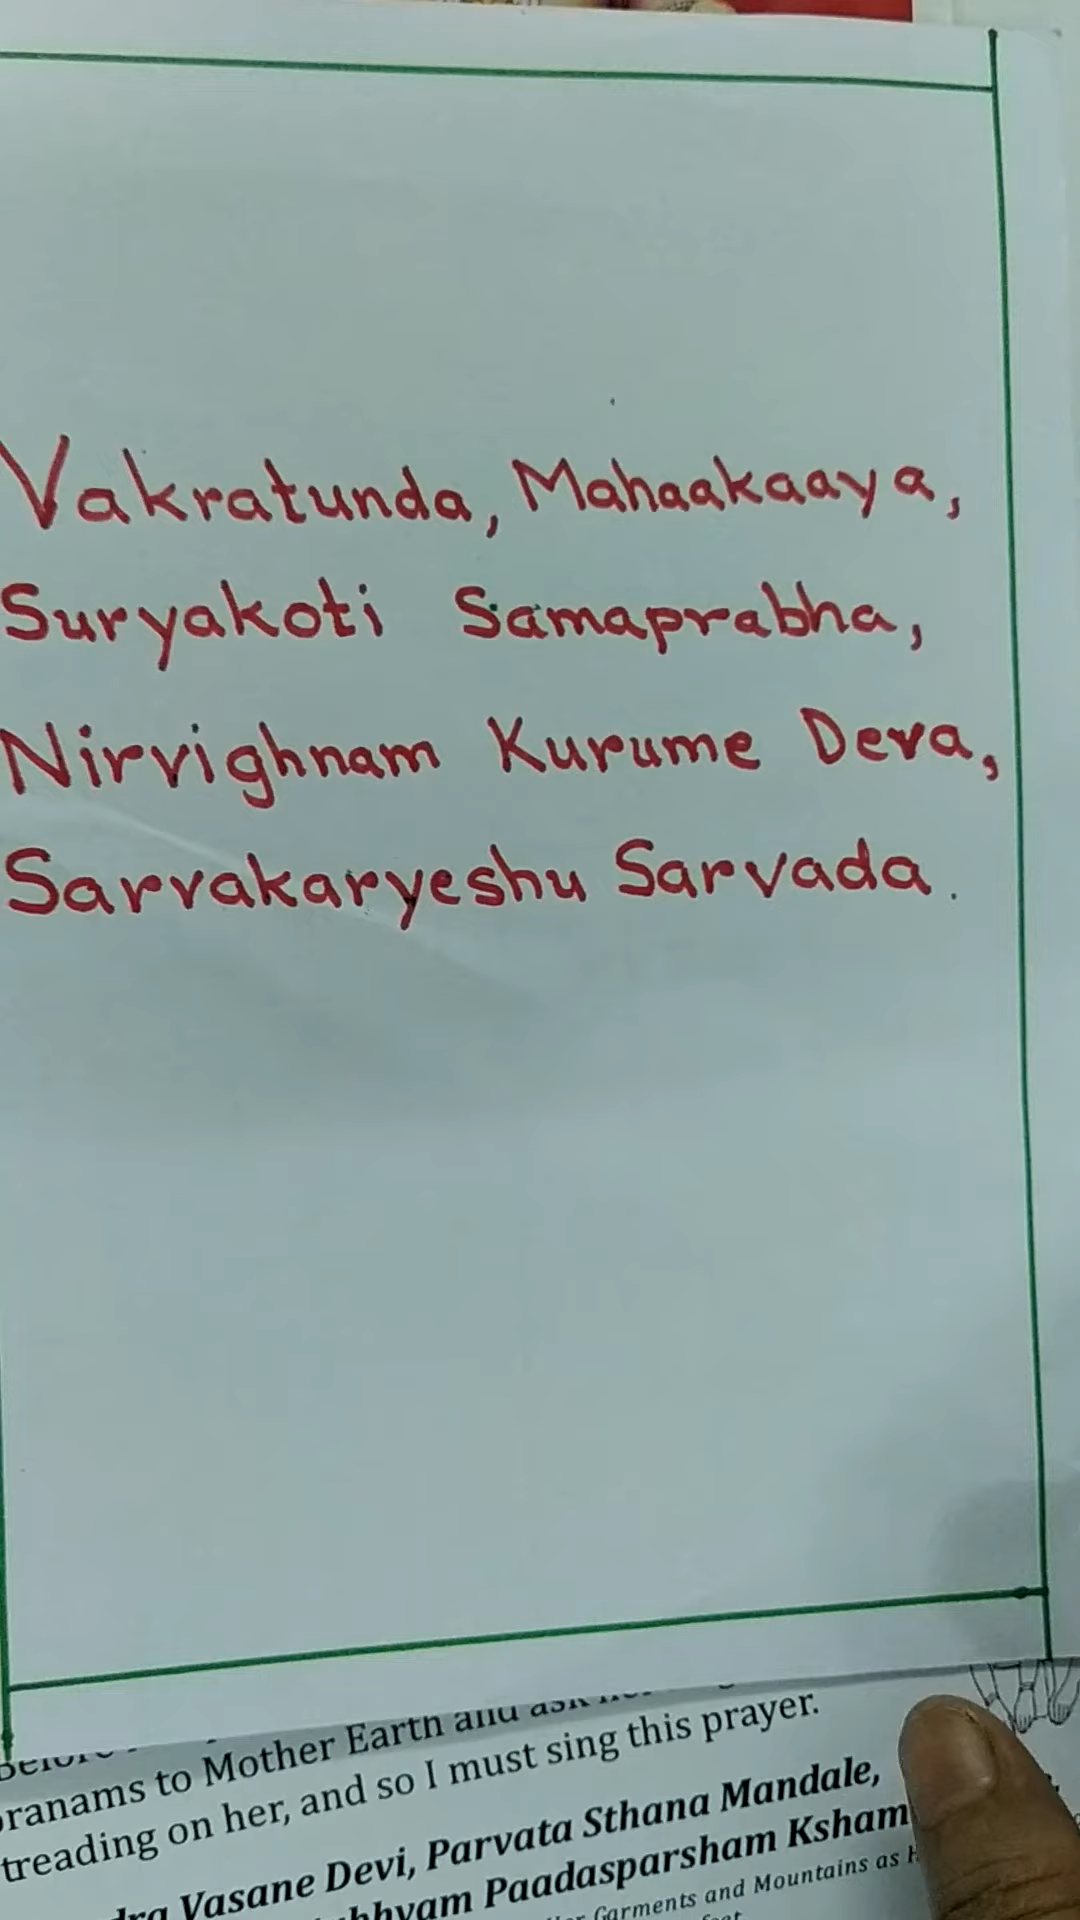 Vakratunda, Mahaakaaya,
Suryakoti Samaprabha,
Nirvighnam Kurume Deva,
Sarvakaryeshu Sarvada.
pranams to Mother Earth and ask
treading on her, and so I must sing this prayer.
Vasane Devi, Parvata Sthana Mandale,
Paadasparsham
Garments and Mountains as